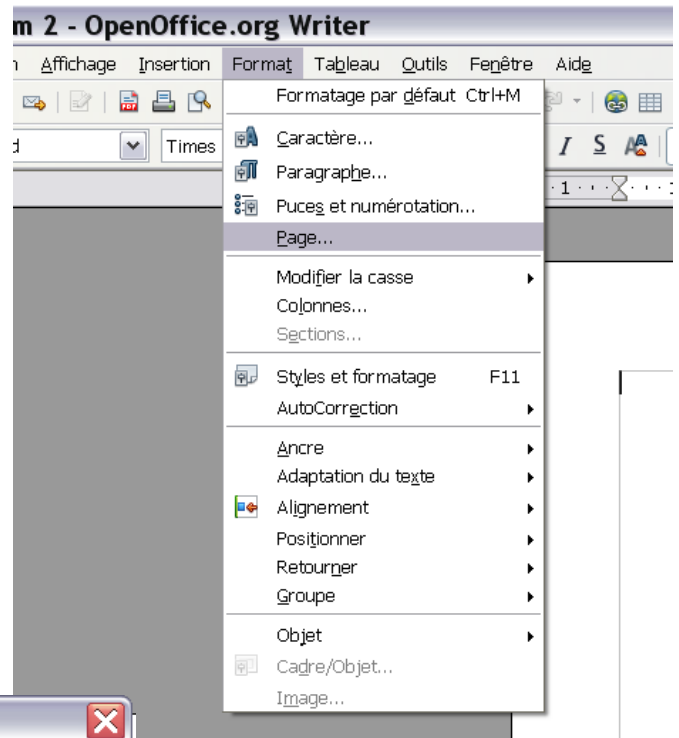 m 2 - OpenOffice.org Writer
Affichage Insertion Format Tableau Outils Fenêtre Aide
Times
Formatage par défaut Ctrl+M
Caractère...
Paragraphe...
Puces et numérotation...
Page...
Modifier la casse
Colonnes...
Sections...
Styles et formatage F11
AutoCorrection
Ancre
Adaptation du texte
Alignement
Positionner
Retourner
Groupe
Objet
Cadre/Objet...
Image...